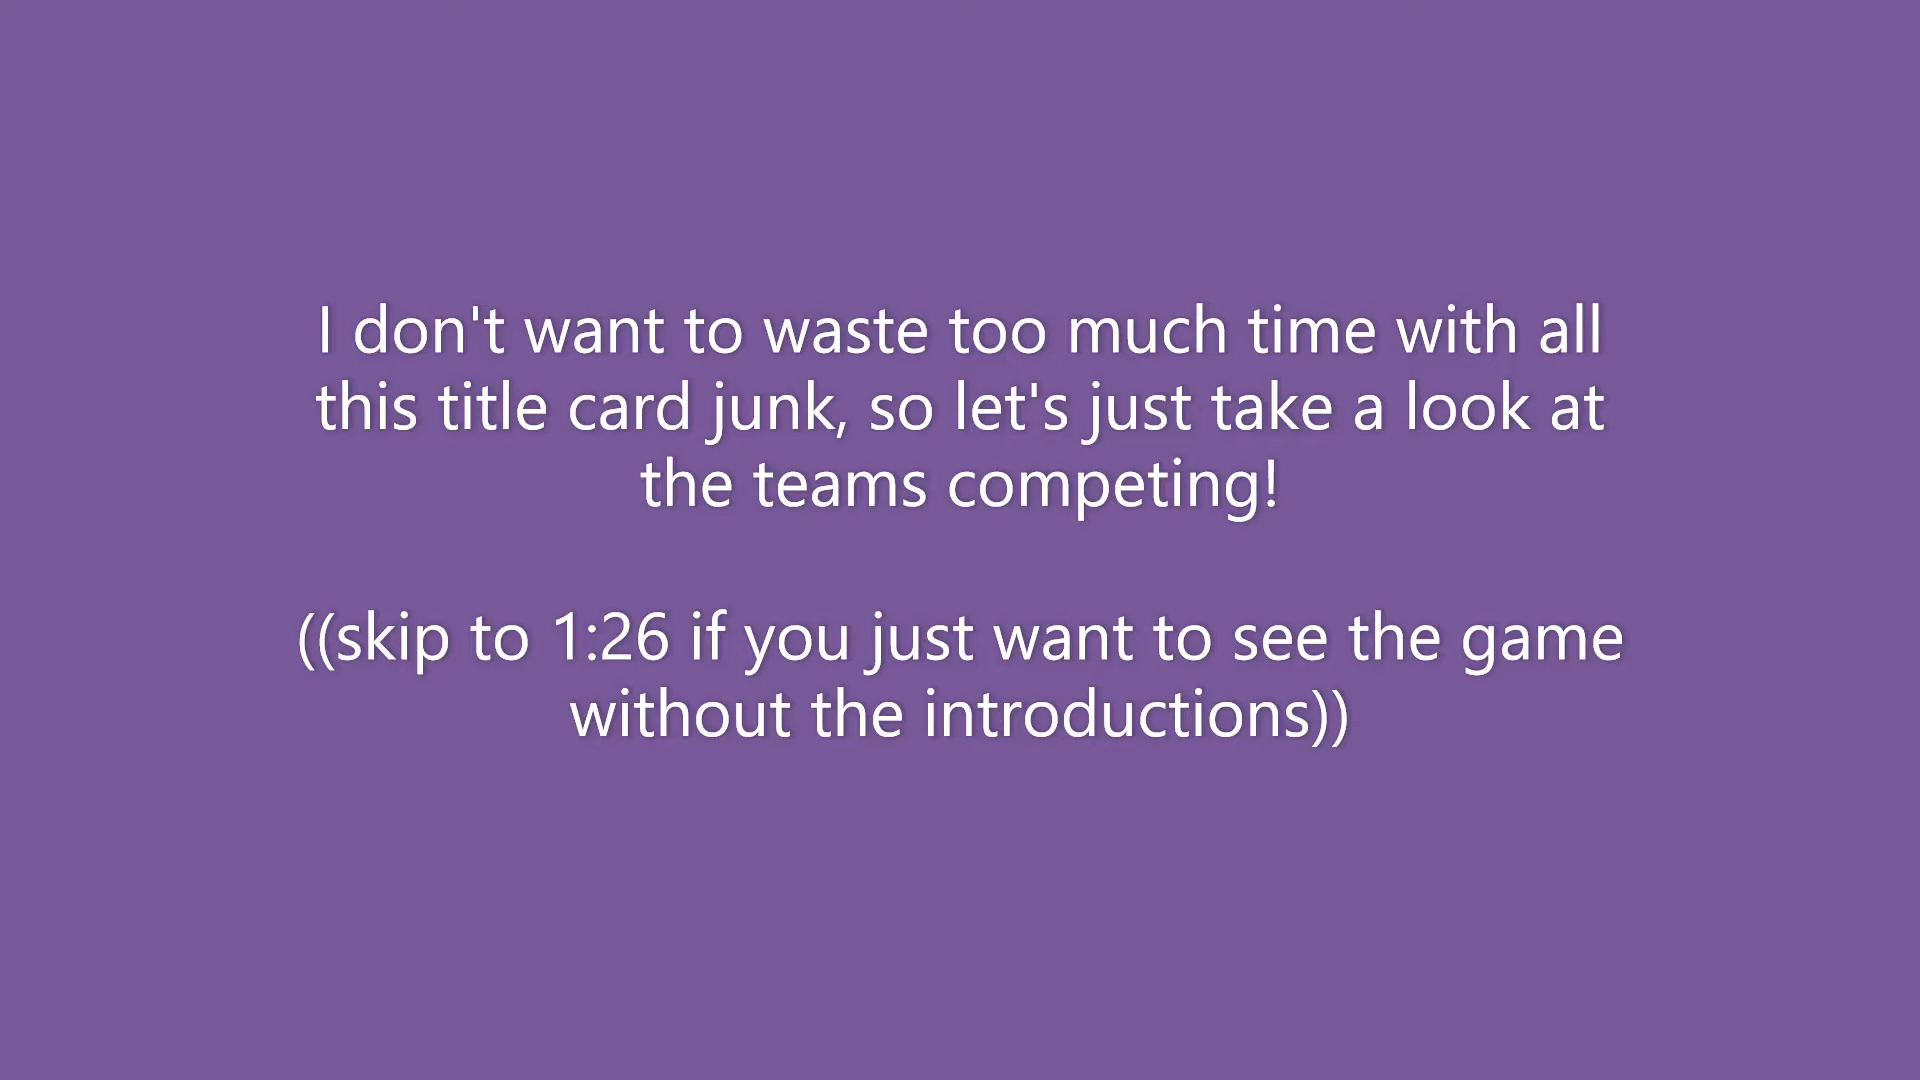 I don't want to waste too much time with all
this title card junk, so let's just take a look at
the teams competing!
((skip to 1:26 if you just want to see the game
without the introductions))